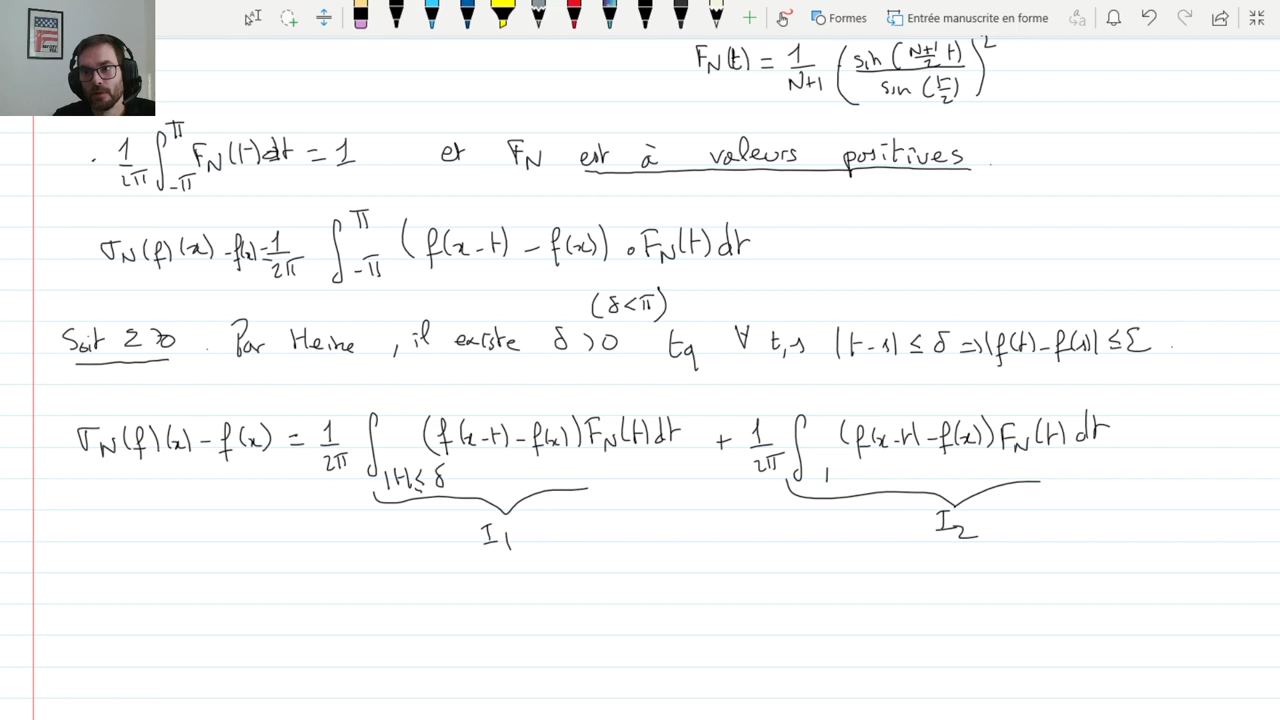 Formes Entrée manuscrite en forme
F_N(t) = 1/(N+1) (sin(N+1/2 t) / sin(t/2))^2
. 1/2π ∫_{-π}^{π} F_N(t)dt = 1 et F_N est à valeurs positives.
σ_N(f)(x) - f(x) = 1/2π ∫_{-π}^{π} (f(x-t) - f(x)) • F_N(t) dt
(δ<π)
Soit Σ>0. Par Heine, il existe δ>0 tq ∀ t,s |t-s| ≤ δ ⇒ |f(t)-f(s)| ≤ Σ.
σ_N(f)(x) - f(x) = 1/2π ∫_{|t|≤δ} (f(x-t) - f(x)) F_N(t) dt + 1/2π ∫_| (f(x-t) - f(x)) F_N(t) dt
I_1 I_2